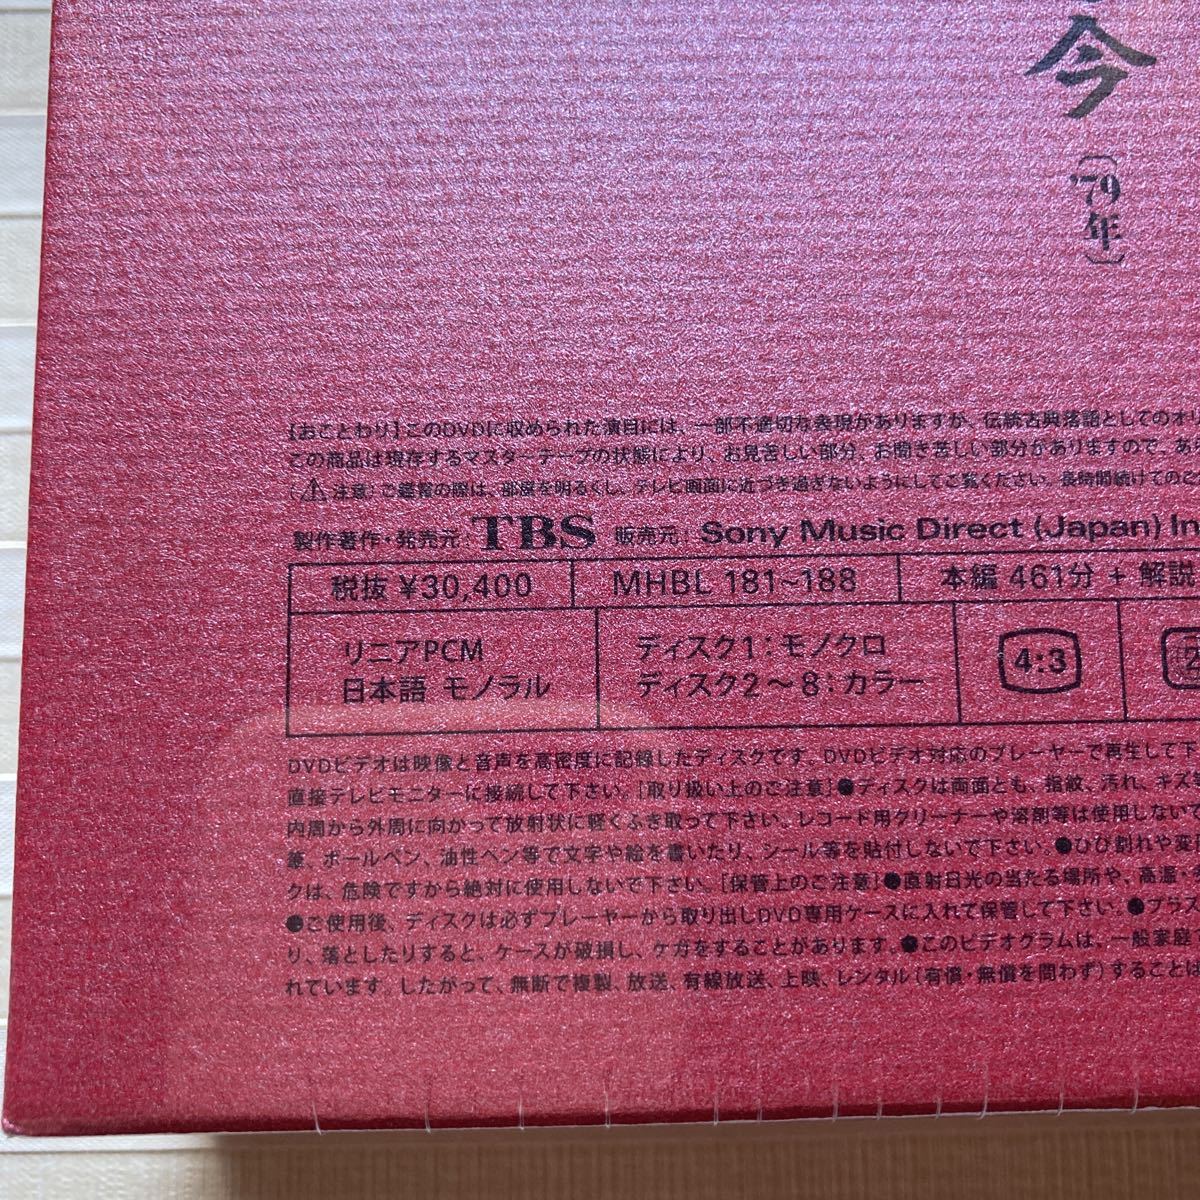 今
〔'79年〕
【おことわり】このDVDに収められた演目には、一部不適切な表現がありますが、伝統古典落語としてのオリ
この商品は現存するマスターテープの状態により、お見苦しい部分、お聞き苦しい部分がありますので、あ
(⚠注意)ご鑑賞の際は、部屋を明るくし、テレビ画面に近づき過ぎないようにしてご覧ください。長時間続けてのご
製作著作・発売元：TBS 販売元：Sony Music Direct (Japan) In
税抜 ¥30,400 MHBL 181~188 本編 461分 + 解説
リニアPCM
日本語 モノラル
ディスク1：モノクロ
ディスク2～8：カラー
4:3
2
DVDビデオは映像と音声を高密度に記録したディスクです。DVDビデオ対応のプレーヤーで再生して下
直接テレビモニターに接続して下さい。[取り扱い上のご注意]●ディスクは両面とも、指紋、汚れ、キズ
内周から外周に向かって放射状に軽くふき取って下さい。レコード用クリーナーや溶剤等は使用しないで
筆、ボールペン、油性ペン等で文字や絵を書いたり、シール等を貼付しないで下さい。●ひび割れや変
クは、危険ですから絶対に使用しないで下さい。[保管上のご注意]●直射日光の当たる場所や、高温・
●ご使用後、ディスクは必ずプレーヤーから取り出しDVD専用ケースに入れて保管して下さい。●プラス
り、落としたりすると、ケースが破損し、ケガをすることがあります。●このビデオグラムは、一般家庭
れています。したがって、無断で複製、放送、有線放送、上映、レンタル(有償・無償を問わず)することは